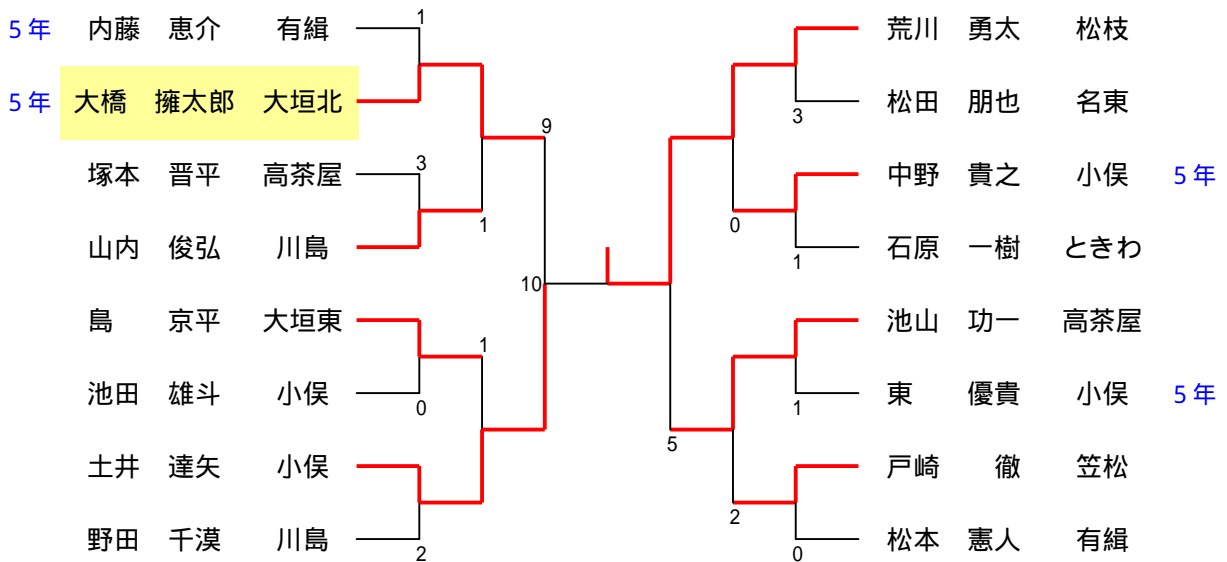 5年 内藤 恵介 有緝
5年 大橋 擁太郎 大垣北
塚本 晋平 高茶屋
山内 俊弘 川島
島 京平 大垣東
池田 雄斗 小俣
土井 達矢 小俣
野田 千漠 川島
1
3
0
2
1
1
9
10
荒川 勇太 松枝
松田 朋也 名東
中野 貴之 小俣 5年
石原 一樹 ときわ
池山 功一 高茶屋
東 優貴 小俣 5年
戸崎 徹 笠松
松本 憲人 有緝
3
1
1
0
0
2
5